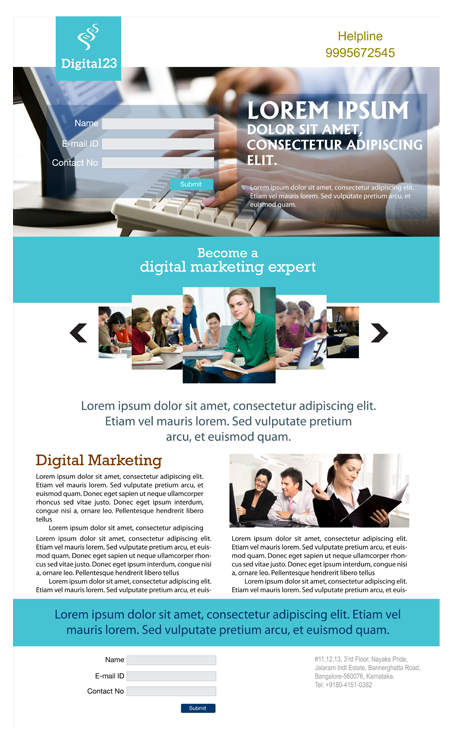 Digital23
Helpline
9995672545
Name
E-mail ID
Contact No
Submit
LOREM IPSUM
DOLOR SIT AMET,
CONSECTETUR ADIPISCING
ELIT.
Lorem ipsum dolor sit amet, consectetur adipiscing elit.
Etiam vel mauris lorem. Sed vulputate partium arcu, et
euismod quam.
Become a
digital marketing expert
Lorem ipsum dolor sit amet, consectetur adipiscing elit.
Etiam vel mauris lorem. Sed vulputate pretium
arcu, et euismod quam.
Digital Marketing
Lorem ipsum dolor sit amet, consectetur adipiscing elit.
Etiam vel mauris lorem. Sed vulputate pretium arcu, et
euismod quam. Donec eget sapien ut neque ullamcorper
rhoncus sed vitae justo. Donec eget ipsum interdum,
congue nisi a, ornare leo. Pellentesque hendrerit libero
tellus
Lorem ipsum dolor sit amet, consectetur adipiscing
Lorem ipsum dolor sit amet, consectetur adipiscing elit.
Etiam vel mauris lorem. Sed vulputate pretium arcu, et euis-
mod quam. Donec eget sapien ut neque ullamcorper rhon-
cus sed vitae justo. Donec eget ipsum interdum, congue nisi
a, ornare leo. Pellentesque hendrerit libero tellus
Lorem ipsum dolor sit amet, consectetur adipiscing elit.
Etiam vel mauris lorem. Sed vulputate pretium arcu, et euis-
Lorem ipsum dolor sit amet, consectetur adipiscing elit.
Etiam vel mauris lorem. Sed vulputate pretium arcu, et euis-
mod quam. Donec eget sapien ut neque ullamcorper rhon-
cus sed vitae justo. Donec eget ipsum interdum, congue nisi
a, ornare leo. Pellentesque hendrerit libero tellus
Lorem ipsum dolor sit amet, consectetur adipiscing elit.
Etiam vel mauris lorem. Sed vulputate pretium arcu, et euis-
Lorem ipsum dolor sit amet, consectetur adipiscing elit. Etiam vel
mauris lorem. Sed vulputate pretium arcu, et euismod quam.
Name
E-mail ID
Contact No
Submit
#11,12,13, 3'rd Floor, Nayaks Pride,
Jalaram Indl Estate, Bannerghatta Road,
Bangalore-560076, Karnataka.
Tel: +9180-4151-0382